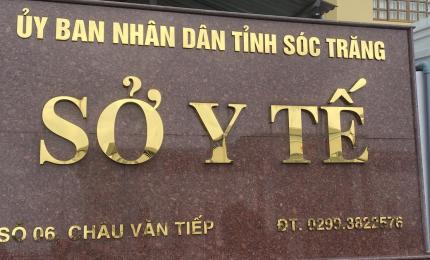 ỦY BAN NHÂN DÂN TỈNH SÓC TRĂNG
SỞ Y TẾ
SỐ 06, CHÂU VĂN TIẾP ĐT. 0299.3822576